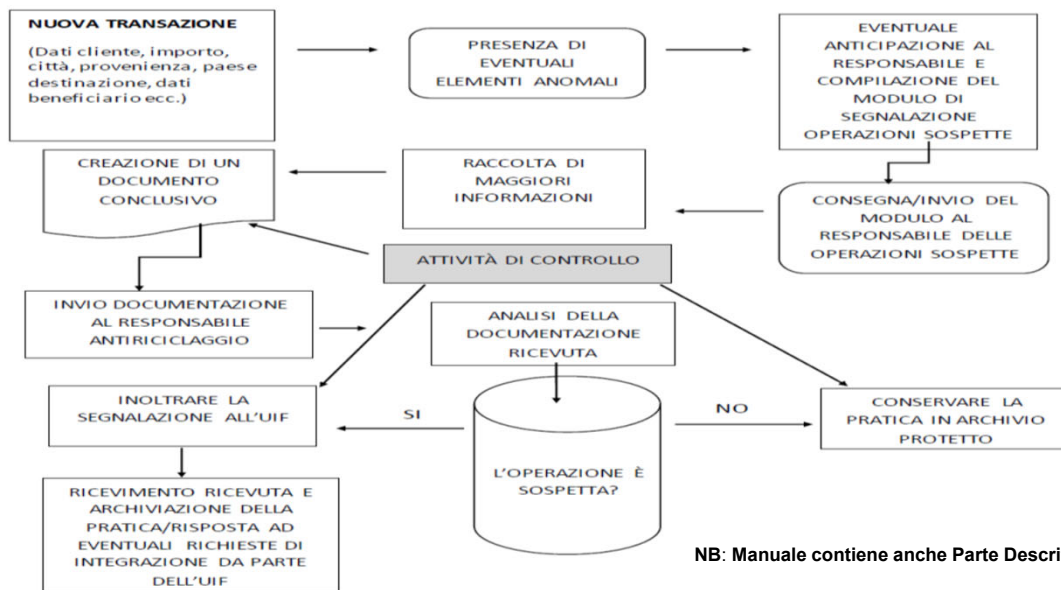 NUOVA TRANSAZIONE
(Dati cliente, importo,
città, provenienza, paese
destinazione, dati
beneficiario ecc.)
PRESENZA DI
EVENTUALI
ELEMENTI ANOMALI
EVENTUALE
ANTICIPAZIONE AL
RESPONSABILE E
COMPILAZIONE DEL
MODULO DI
SEGNALAZIONE
OPERAZIONI SOSPETTE
CONSEGNA/INVIO DEL
MODULO AL
RESPONSABILE DELLE
OPERAZIONI SOSPETTE
RACCOLTA DI
MAGGIORI
INFORMAZIONI
CREAZIONE DI UN
DOCUMENTO
CONCLUSIVO
ATTIVITÀ DI CONTROLLO
INVIO DOCUMENTAZIONE
AL RESPONSABILE
ANTIRICICLAGGIO
ANALISI DELLA
DOCUMENTAZIONE
RICEVUTA
INOLTRARE LA
SEGNALAZIONE ALL'UIF
SI
L'OPERAZIONE È
SOSPETTA?
NO
CONSERVARE LA
PRATICA IN ARCHIVIO
PROTETTO
RICEVIMENTO RICEVUTA E
ARCHIVIAZIONE DELLA
PRATICA/RISPOSTA AD
EVENTUALI RICHIESTE DI
INTEGRAZIONE DA PARTE
DELL'UIF
NB: Manuale contiene anche Parte Descri